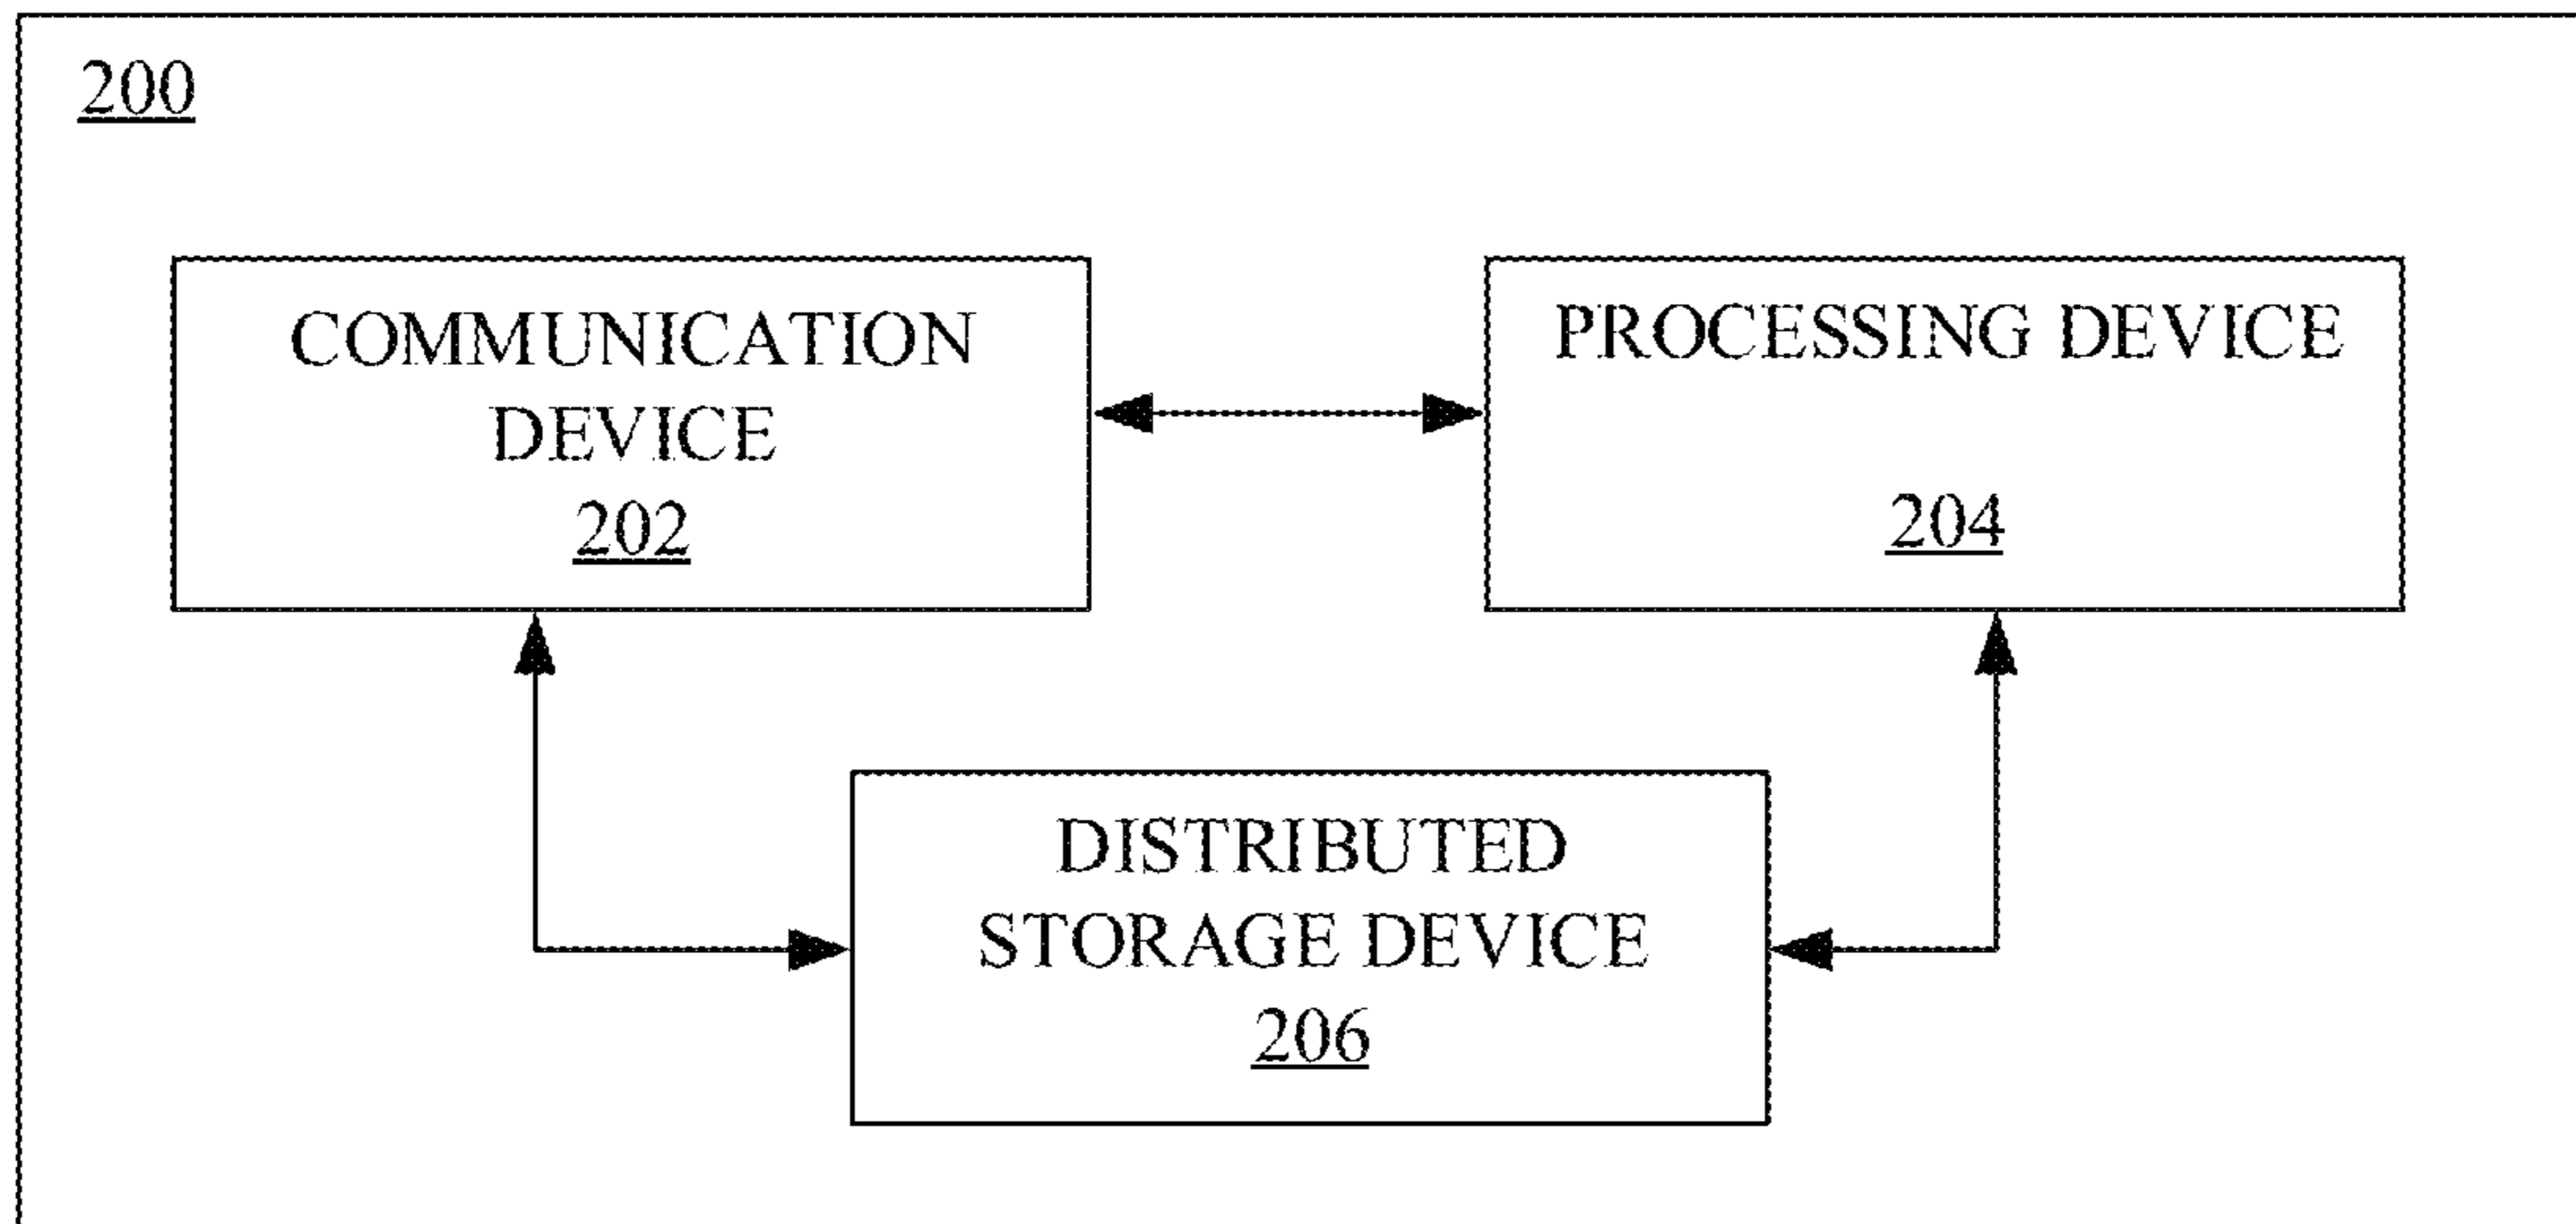 200
COMMUNICATION
DEVICE
202
PROCESSING DEVICE
204
DISTRIBUTED
STORAGE DEVICE
206